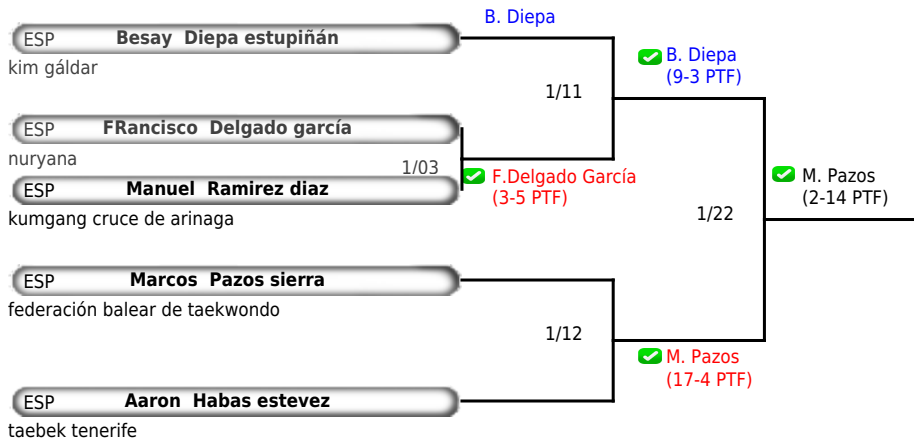 B. Diepa
ESP Besay Diepa estupiñán
kim gáldar
B. Diepa
(9-3 PTF)
1/11
ESP FRancisco Delgado garcía
nuryana
1/03
F.Delgado García
(3-5 PTF)
ESP Manuel Ramirez diaz
kumgang cruce de arinaga
M. Pazos
(2-14 PTF)
1/22
ESP Marcos Pazos sierra
federación balear de taekwondo
1/12
M. Pazos
(17-4 PTF)
ESP Aaron Habas estevez
taebek tenerife